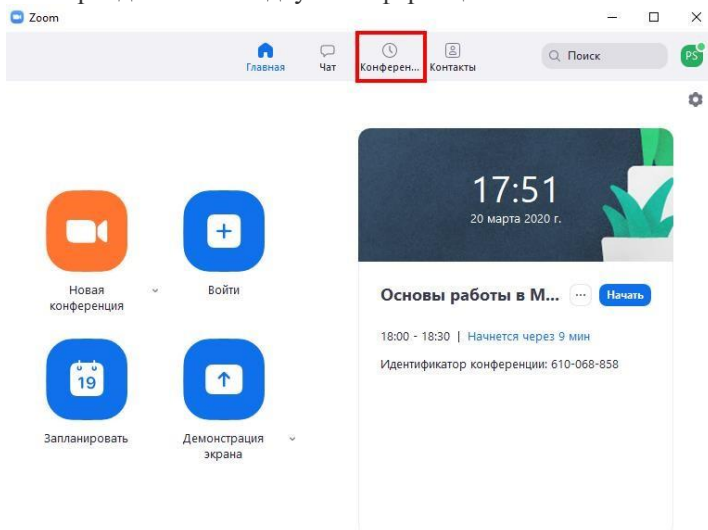 Zoom
Главная
Чат
Конферен...
Контакты
Поиск
PS
17:51
20 марта 2020 г.
Новая
конференция
Войти
Основы работы в М...
Начать
18:00 - 18:30 | Начнется через 9 мин
Идентификатор конференции: 610-068-858
19
Запланировать
Демонстрация
экрана